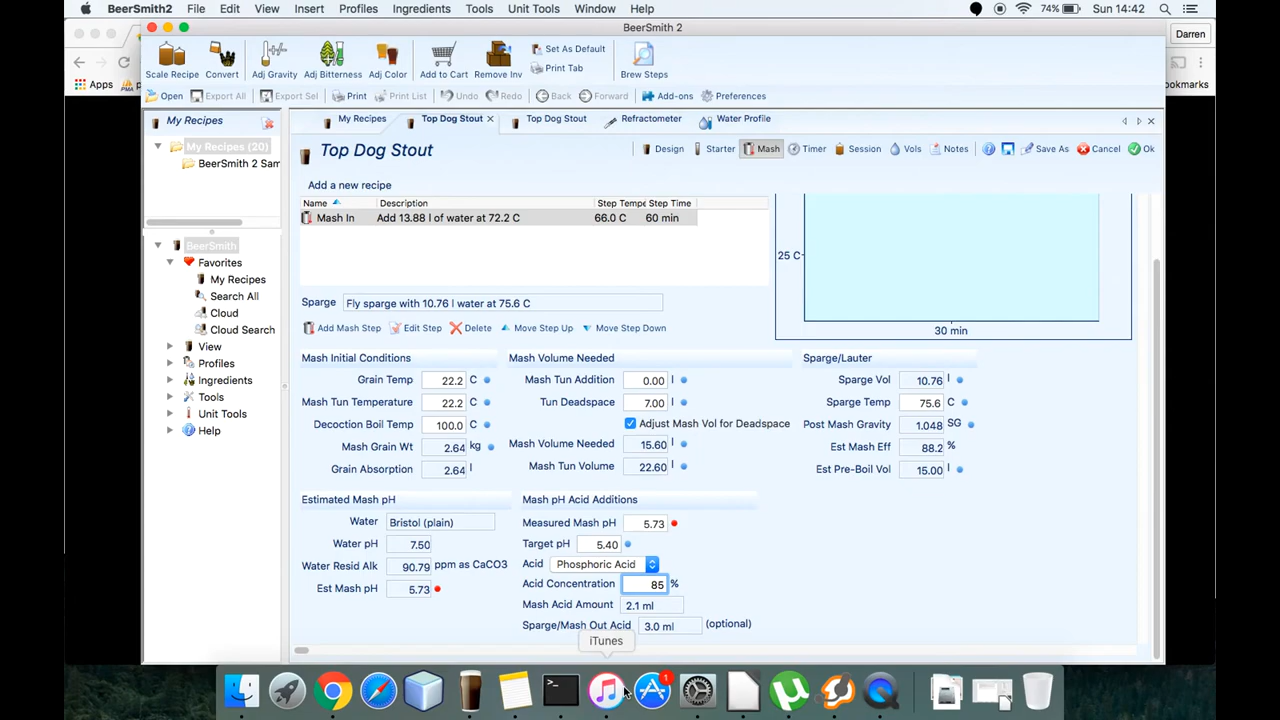 BeerSmith2 File Edit View Insert Profiles Ingredients Tools Unit Tools Window Help 74% Sun 14:42
BeerSmith 2
Darren
Scale Recipe Convert Adj Gravity Adj Bitterness Adj Color Add to Cart Remove Inv Set As Default Print Tab Brew Steps
Apps
Open Export All Export Sel Print Print List Undo Redo Back Forward Add-ons Preferences
My Recipes
My Recipes Top Dog Stout Top Dog Stout Refractometer Water Profile
My Recipes (20)
BeerSmith 2 Sam
Top Dog Stout
Design Starter Mash Timer Session Vols Notes Save As Cancel Ok
Add a new recipe
Name Description Step Tempe Step Time
Mash In Add 13.88 l of water at 72.2 C 66.0 C 60 min
25 C
30 min
BeerSmith
Favorites
My Recipes
Search All
Cloud
Cloud Search
View
Profiles
Ingredients
Tools
Unit Tools
Help
Sparge Fly sparge with 10.76 l water at 75.6 C
Add Mash Step Edit Step Delete Move Step Up Move Step Down
Mash Initial Conditions
Grain Temp 22.2 C
Mash Tun Temperature 22.2 C
Decoction Boil Temp 100.0 C
Mash Grain Wt 2.64 kg
Grain Absorption 2.64 l
Mash Volume Needed
Mash Tun Addition 0.00 l
Tun Deadspace 7.00 l
Adjust Mash Vol for Deadspace
Mash Volume Needed 15.60 l
Mash Tun Volume 22.60 l
Sparge/Lauter
Sparge Vol 10.76 l
Sparge Temp 75.6 C
Post Mash Gravity 1.048 SG
Est Mash Eff 88.2 %
Est Pre-Boil Vol 15.00 l
Estimated Mash pH
Water Bristol (plain)
Water pH 7.50
Water Resid Alk 90.79 ppm as CaCO3
Est Mash pH 5.73
Mash pH Acid Additions
Measured Mash pH 5.73
Target pH 5.40
Acid Phosphoric Acid
Acid Concentration 85 %
Mash Acid Amount 2.1 ml
Sparge/Mash Out Acid 3.0 ml (optional)
iTunes
1